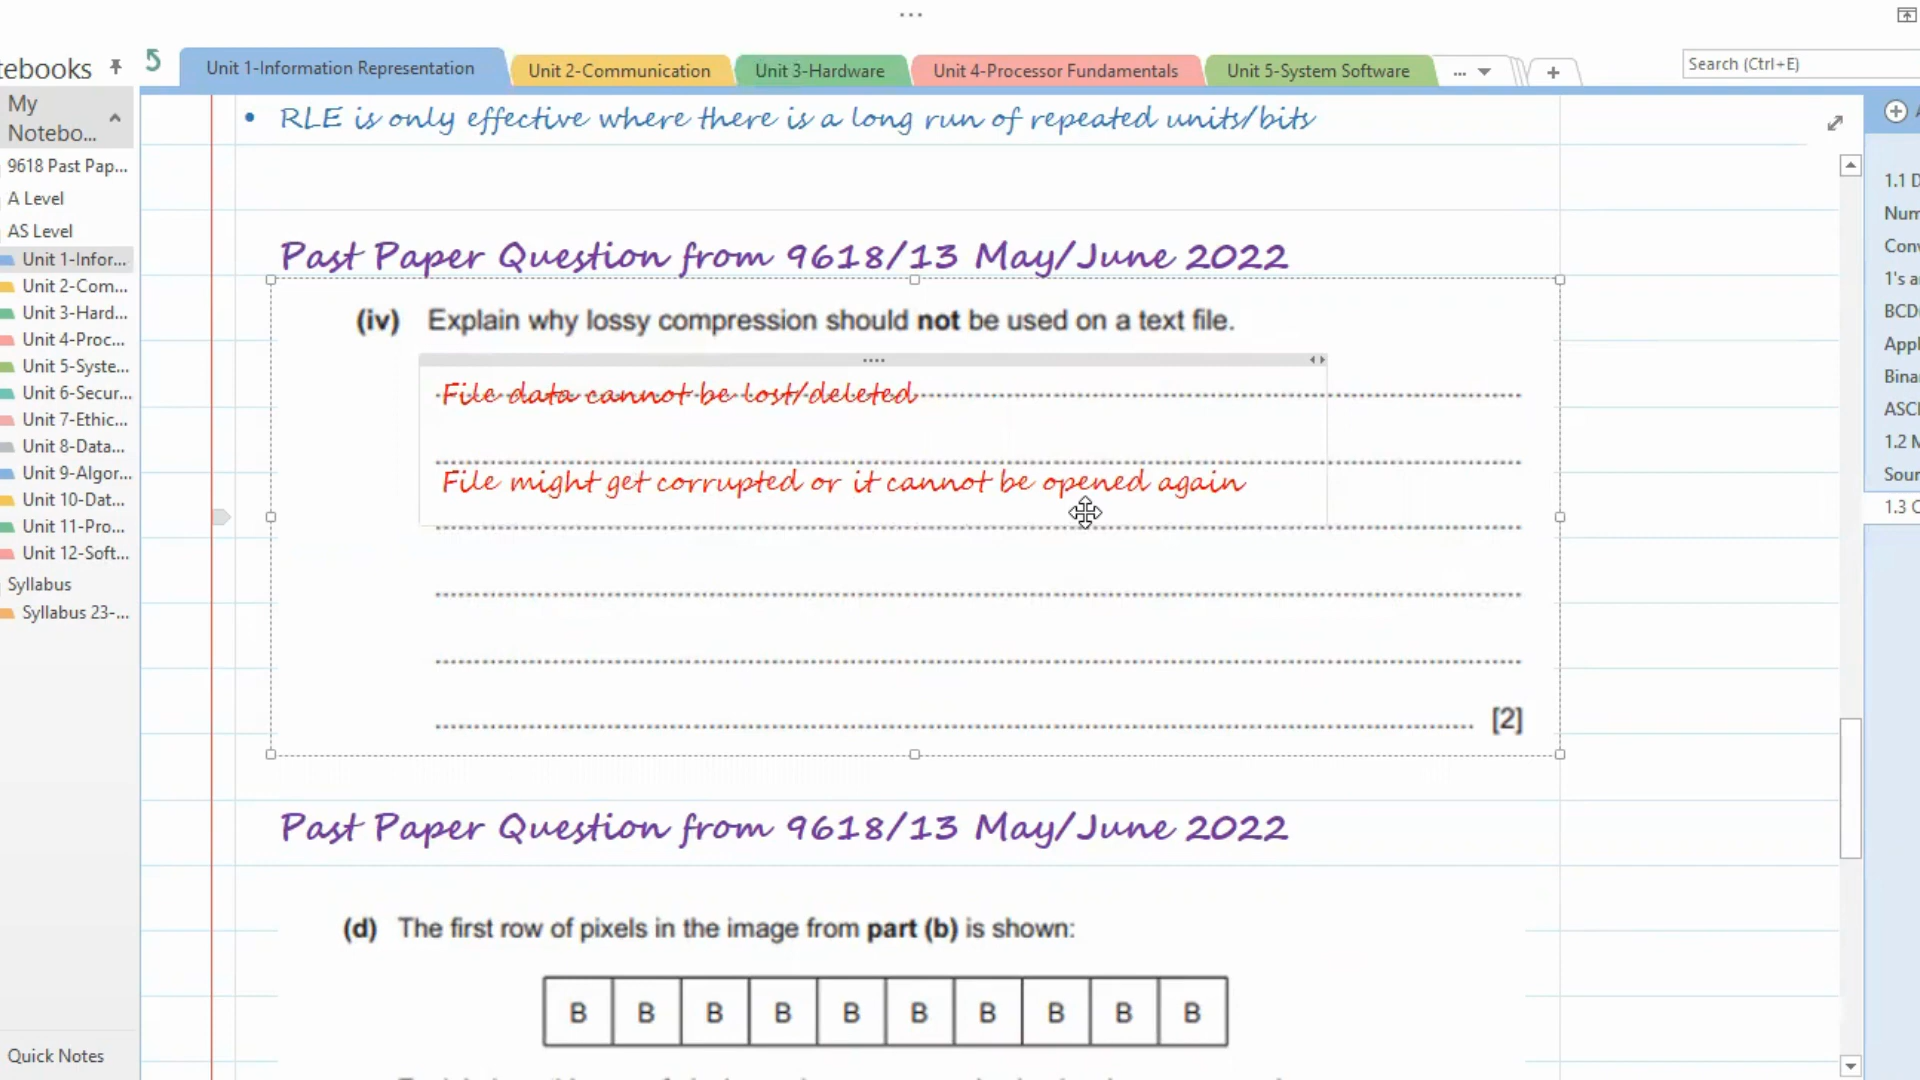 ...
tebooks
Unit 1-Information Representation
Unit 2-Communication
Unit 3-Hardware
Unit 4-Processor Fundamentals
Unit 5-System Software
...
Search (Ctrl+E)
My
Notebo...
9618 Past Pap...
A Level
AS Level
Unit 1-Infor...
Unit 2-Com...
Unit 3-Hard...
Unit 4-Proc...
Unit 5-Syste...
Unit 6-Secur...
Unit 7-Ethic...
Unit 8-Data...
Unit 9-Algor...
Unit 10-Dat...
Unit 11-Pro...
Unit 12-Soft...
Syllabus
Syllabus 23-...
Quick Notes
• RLE is only effective where there is a long run of repeated units/bits
Past Paper Question from 9618/13 May/June 2022
(iv) Explain why lossy compression should not be used on a text file.
File data cannot be lost/deleted
File might get corrupted or it cannot be opened again
[2]
Past Paper Question from 9618/13 May/June 2022
(d) The first row of pixels in the image from part (b) is shown:
B B B B B B B B B B
1.1 D
Num
Conv
1's a
BCD
Appl
Binar
ASCI
1.2 M
Sour
1.3 C